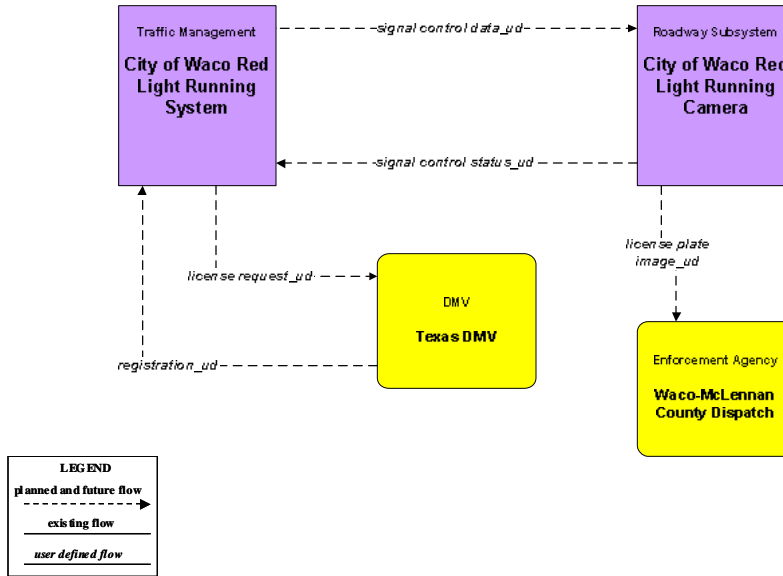 Traffic Management
City of Waco Red
Light Running
System
signal control data_ud
Roadway Subsystem
City of Waco Red
Light Running
Camera
signal control status_ud
license plate
image_ud
license request_ud
DMV
Texas DMV
registration_ud
Enforcement Agency
Waco-McLennan
County Dispatch
LEGEND
planned and future flow
existing flow
user defined flow